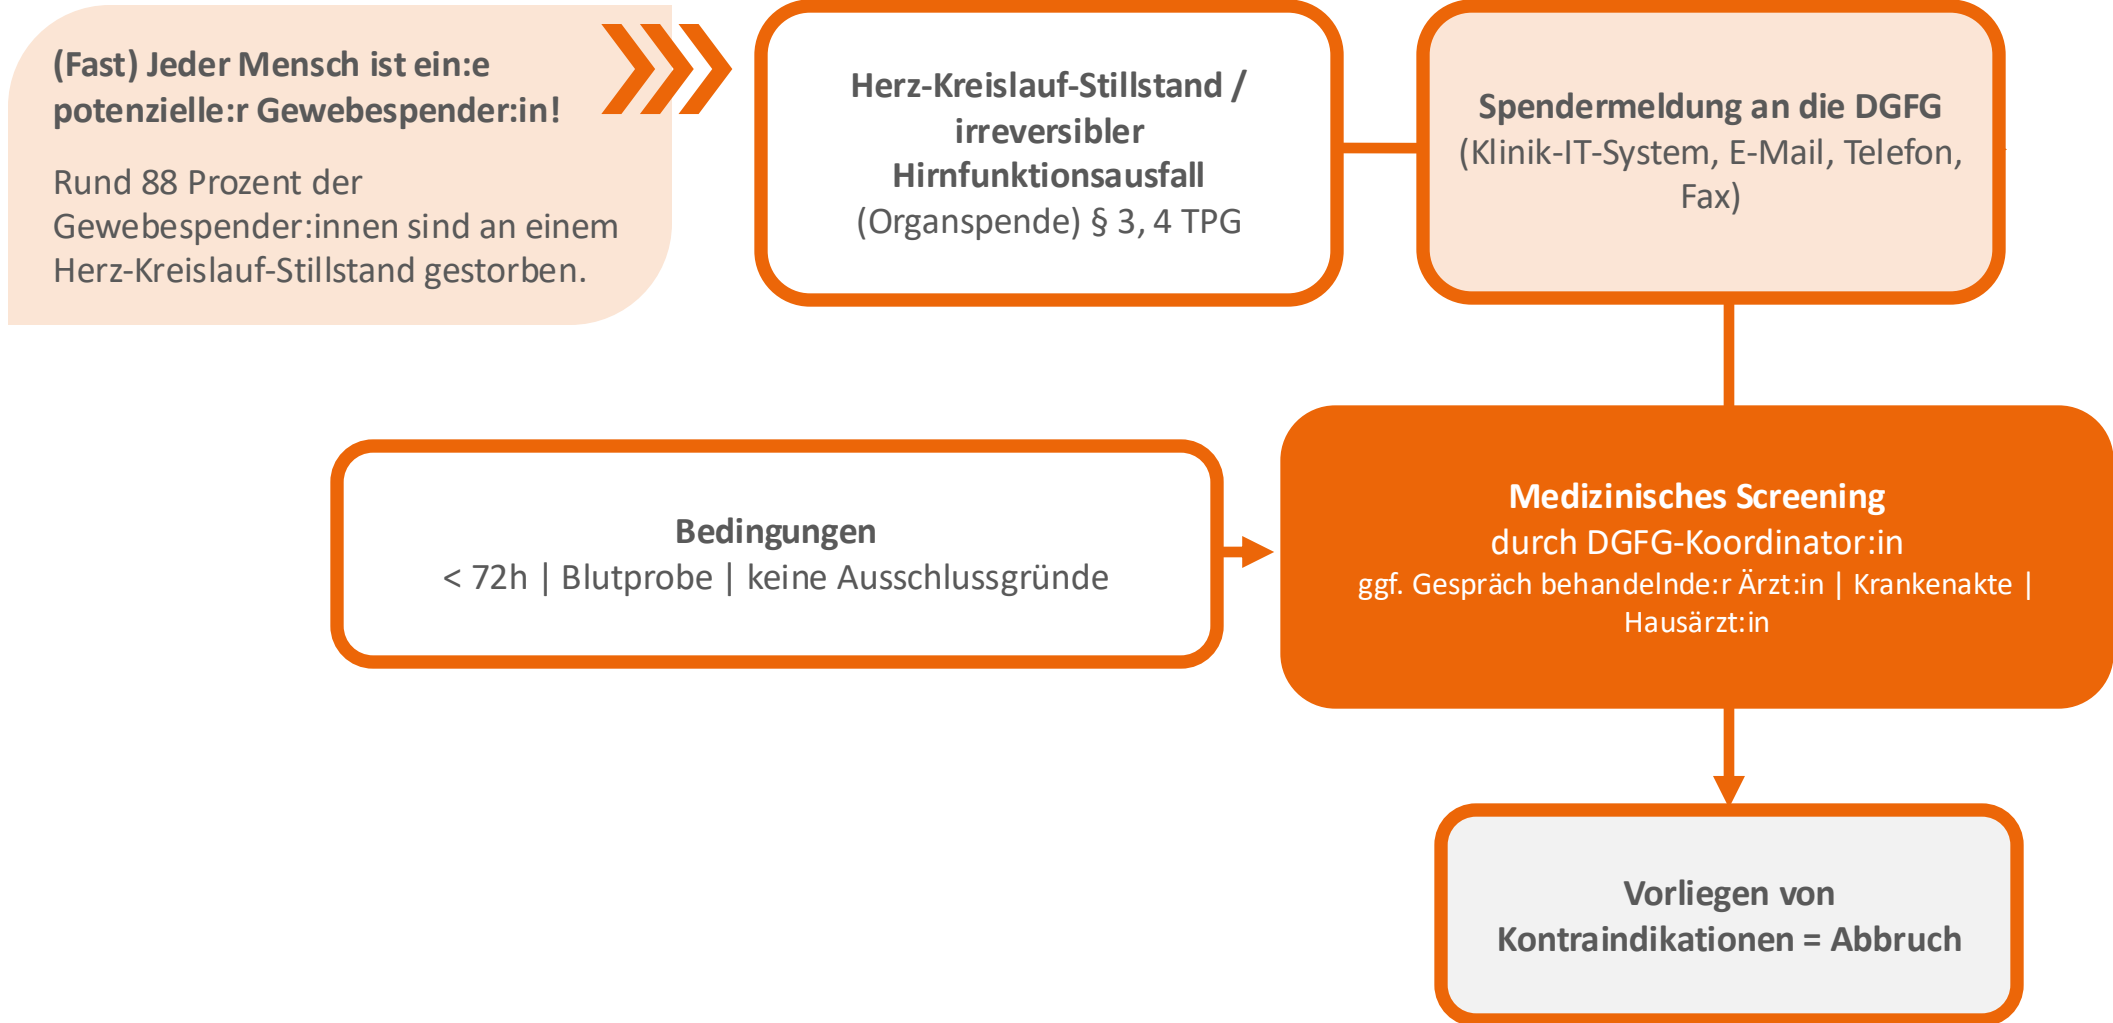 (Fast) Jeder Mensch ist ein:e
potenzielle:r Gewebespender:in!
Rund 88 Prozent der
Gewebespender:innen sind an einem
Herz-Kreislauf-Stillstand gestorben.
Herz-Kreislauf-Stillstand /
irreversibler
Hirnfunktionsausfall
(Organspende) § 3, 4 TPG
Spendermeldung an die DGFG
(Klinik-IT-System, E-Mail, Telefon,
Fax)
Bedingungen
< 72h | Blutprobe | keine Ausschlussgründe
Medizinisches Screening
durch DGFG-Koordinator:in
ggf. Gespräch behandelnde:r Ärzt:in | Krankenakte |
Hausärzt:in
Vorliegen von
Kontraindikationen = Abbruch